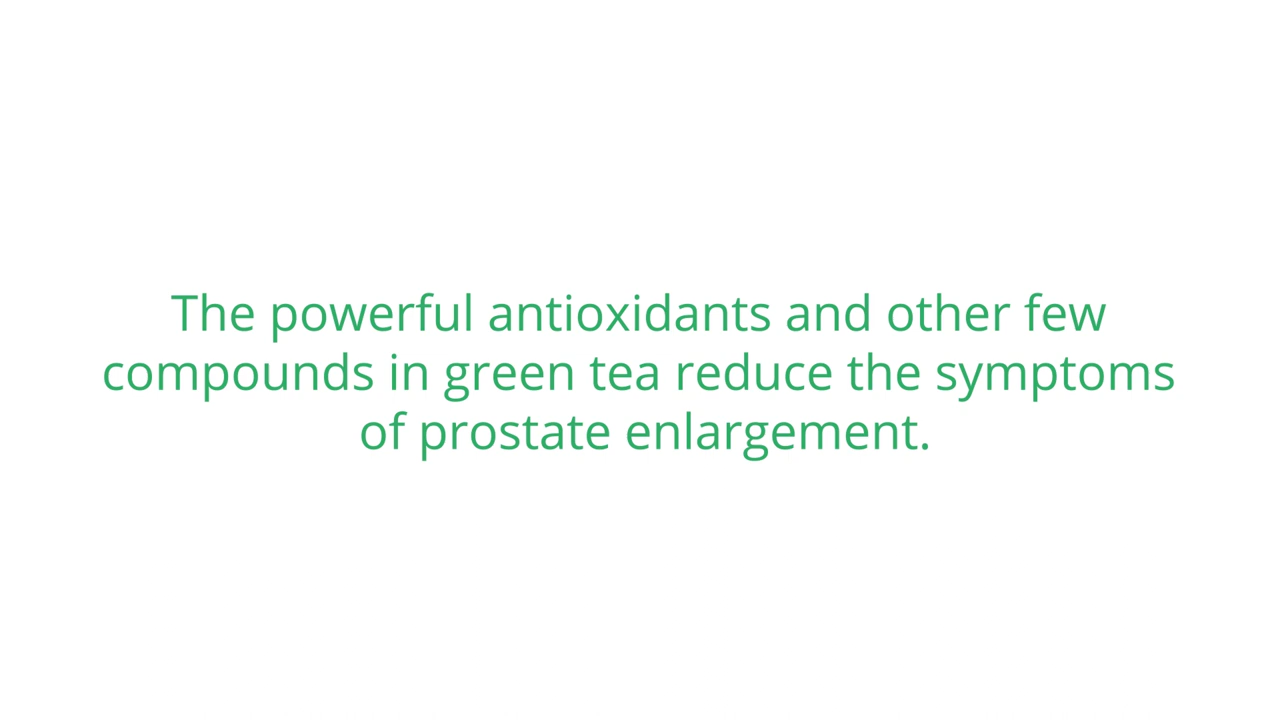 The powerful antioxidants and other few
compounds in green tea reduce the symptoms
of prostate enlargement.